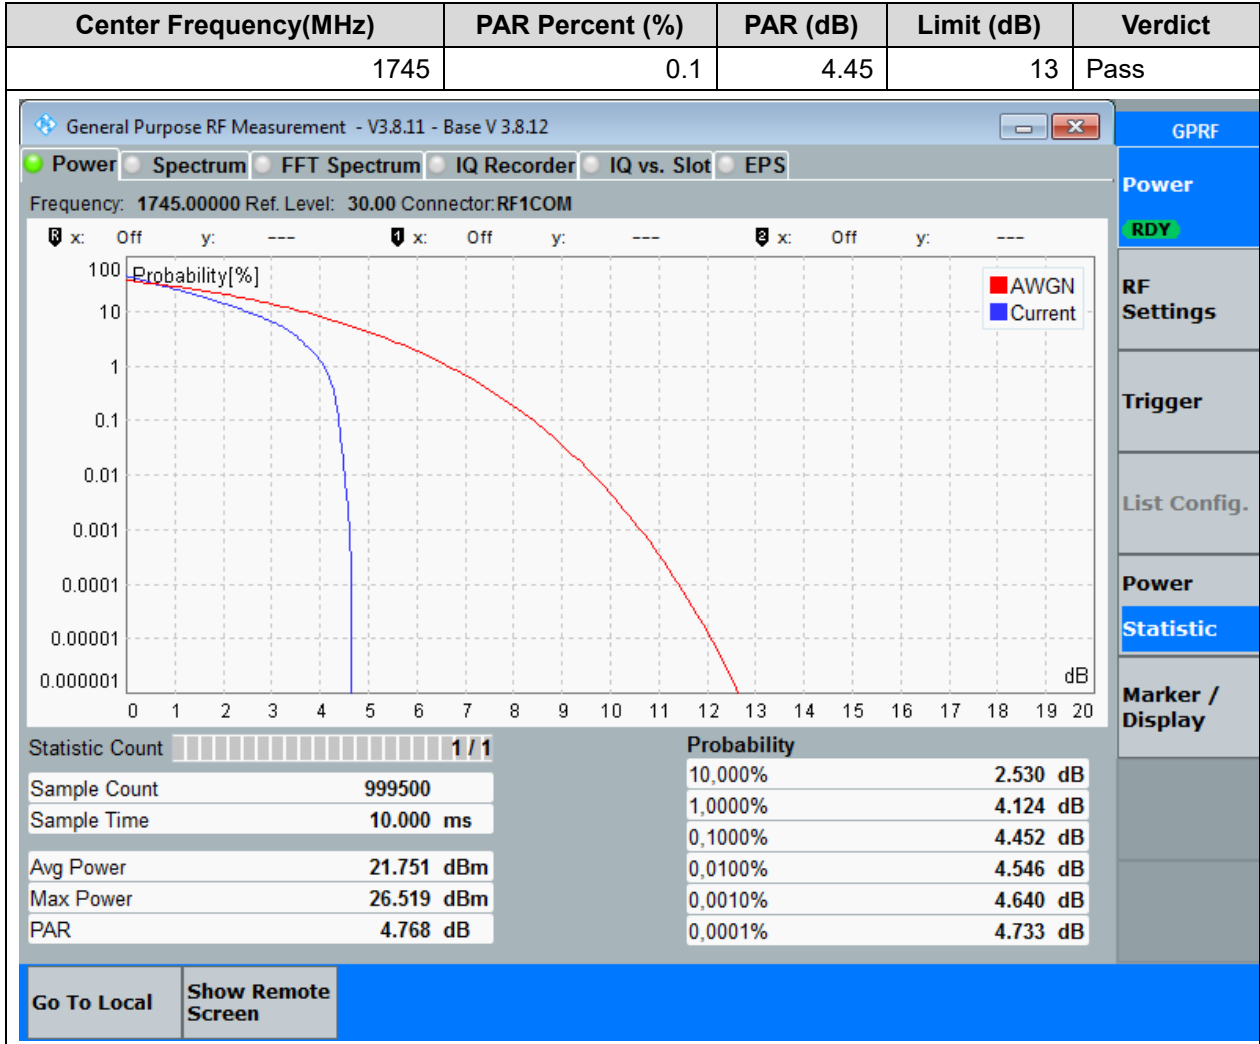 Center Frequency(MHz) PAR Percent (%) PAR (dB) Limit (dB) Verdict
1745 0.1 4.45 13 Pass
General Purpose RF Measurement - V3.8.11 - Base V 3.8.12
GPRF
Power Spectrum FFT Spectrum IQ Recorder IQ vs. Slot EPS
Power
RDY
RF
Settings
Trigger
List Config.
Power
Statistic
Marker /
Display
Frequency: 1745.00000 Ref. Level: 30.00 Connector:RF1COM
R x: Off y: --- 1 x: Off y: --- 2 x: Off y: ---
Probability[%]
AWGN
Current
100
10
1
0.1
0.01
0.001
0.0001
0.00001
0.000001
dB
0 1 2 3 4 5 6 7 8 9 10 11 12 13 14 15 16 17 18 19 20
Statistic Count 1 / 1
Sample Count 999500
Sample Time 10.000 ms
Avg Power 21.751 dBm
Max Power 26.519 dBm
PAR 4.768 dB
Probability
10,000% 2.530 dB
1,0000% 4.124 dB
0,1000% 4.452 dB
0,0100% 4.546 dB
0,0010% 4.640 dB
0,0001% 4.733 dB
Go To Local
Show Remote
Screen